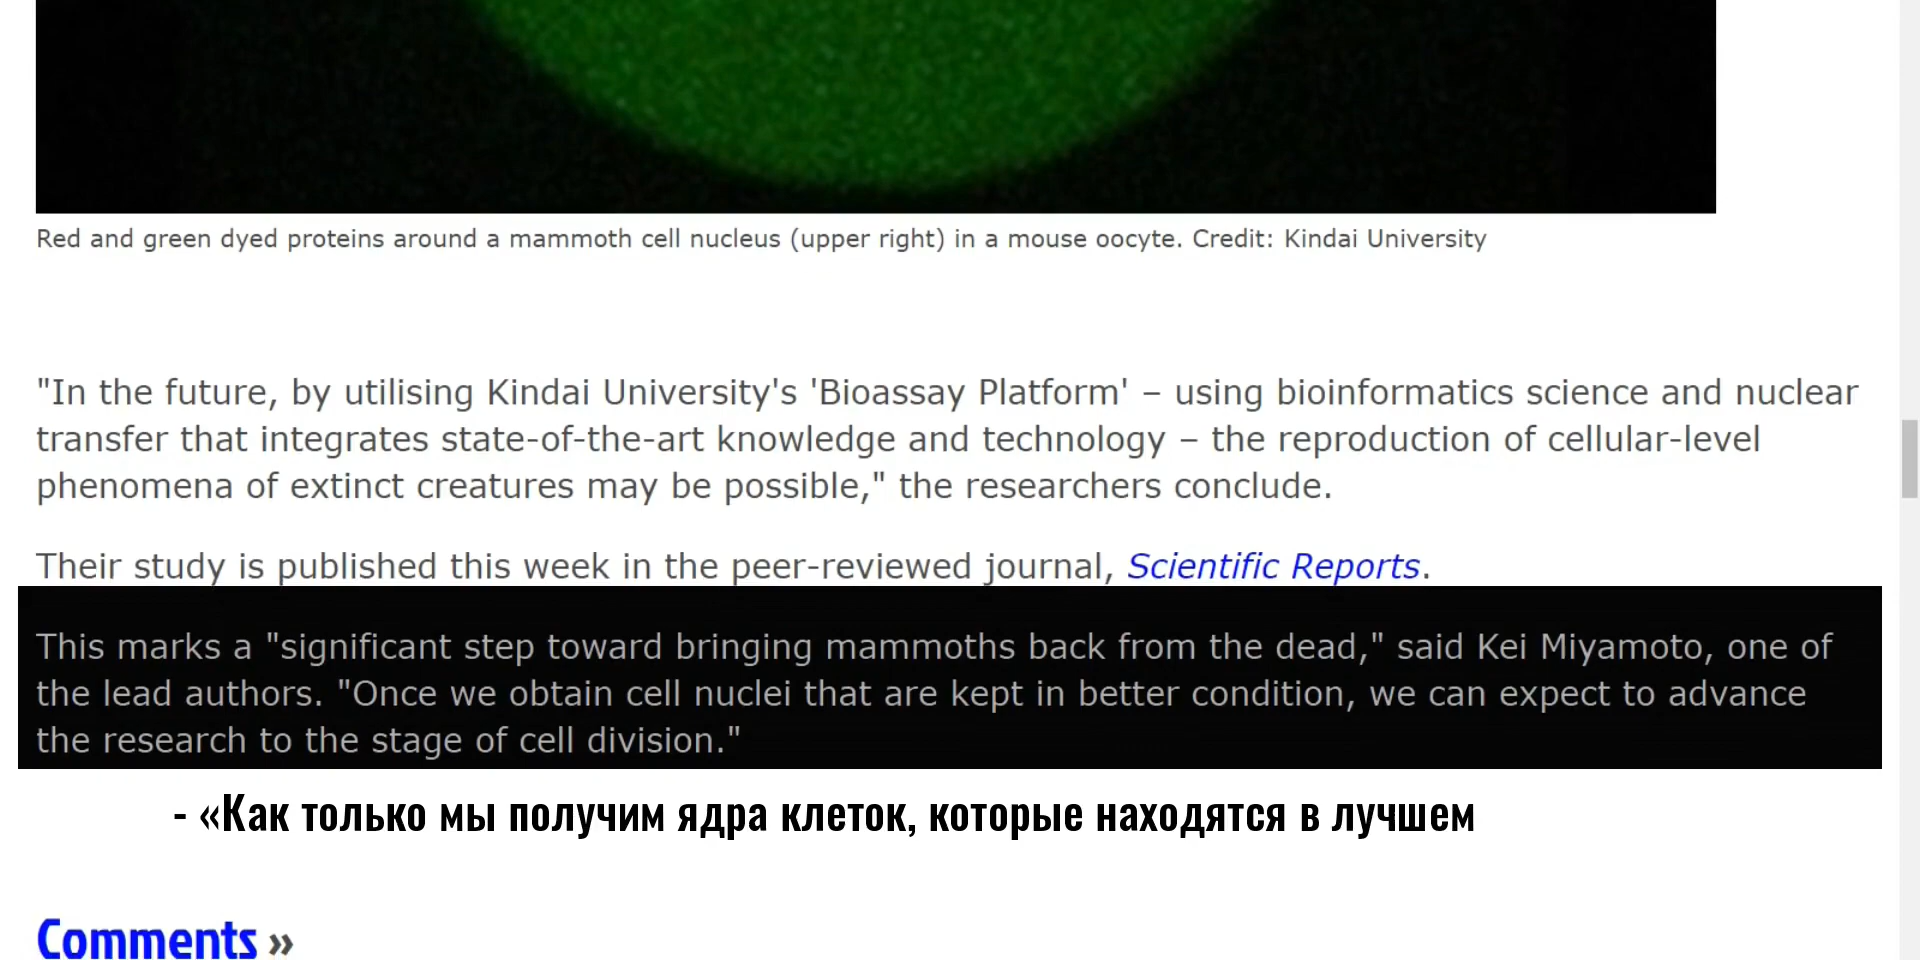 Red and green dyed proteins around a mammoth cell nucleus (upper right) in a mouse oocyte. Credit: Kindai University
"In the future, by utilising Kindai University's 'Bioassay Platform' – using bioinformatics science and nuclear
transfer that integrates state-of-the-art knowledge and technology – the reproduction of cellular-level
phenomena of extinct creatures may be possible," the researchers conclude.
Their study is published this week in the peer-reviewed journal, Scientific Reports.
This marks a "significant step toward bringing mammoths back from the dead," said Kei Miyamoto, one of
the lead authors. "Once we obtain cell nuclei that are kept in better condition, we can expect to advance
the research to the stage of cell division."
- «Как только мы получим ядра клеток, которые находятся в лучшем
Comments »